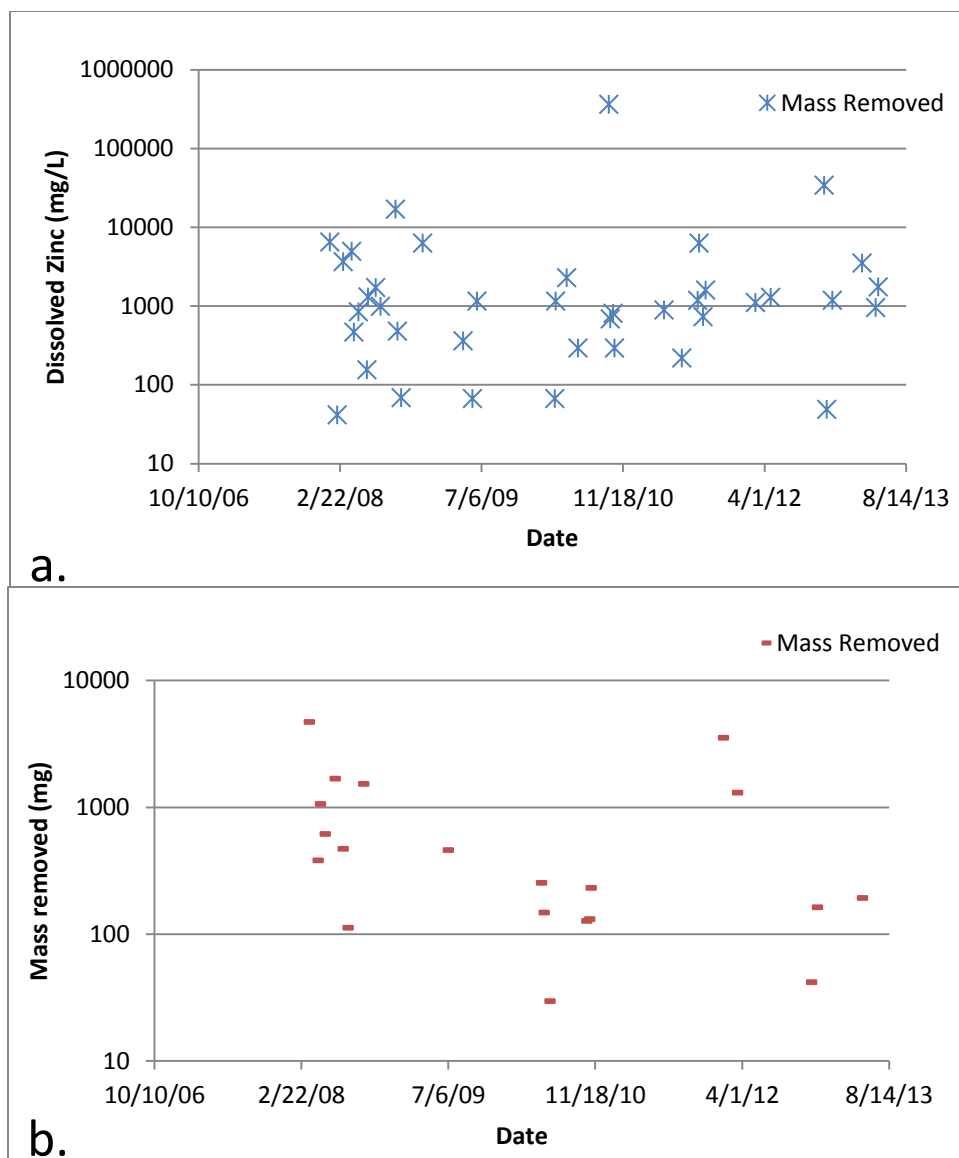 1000000
Mass Removed
100000
10000
1000
100
10
Dissolved Zinc (mg/L)
10/10/06 2/22/08 7/6/09 11/18/10 4/1/12 8/14/13
Date
a.
Mass Removed
10000
1000
100
10
Mass removed (mg)
10/10/06 2/22/08 7/6/09 11/18/10 4/1/12 8/14/13
Date
b.